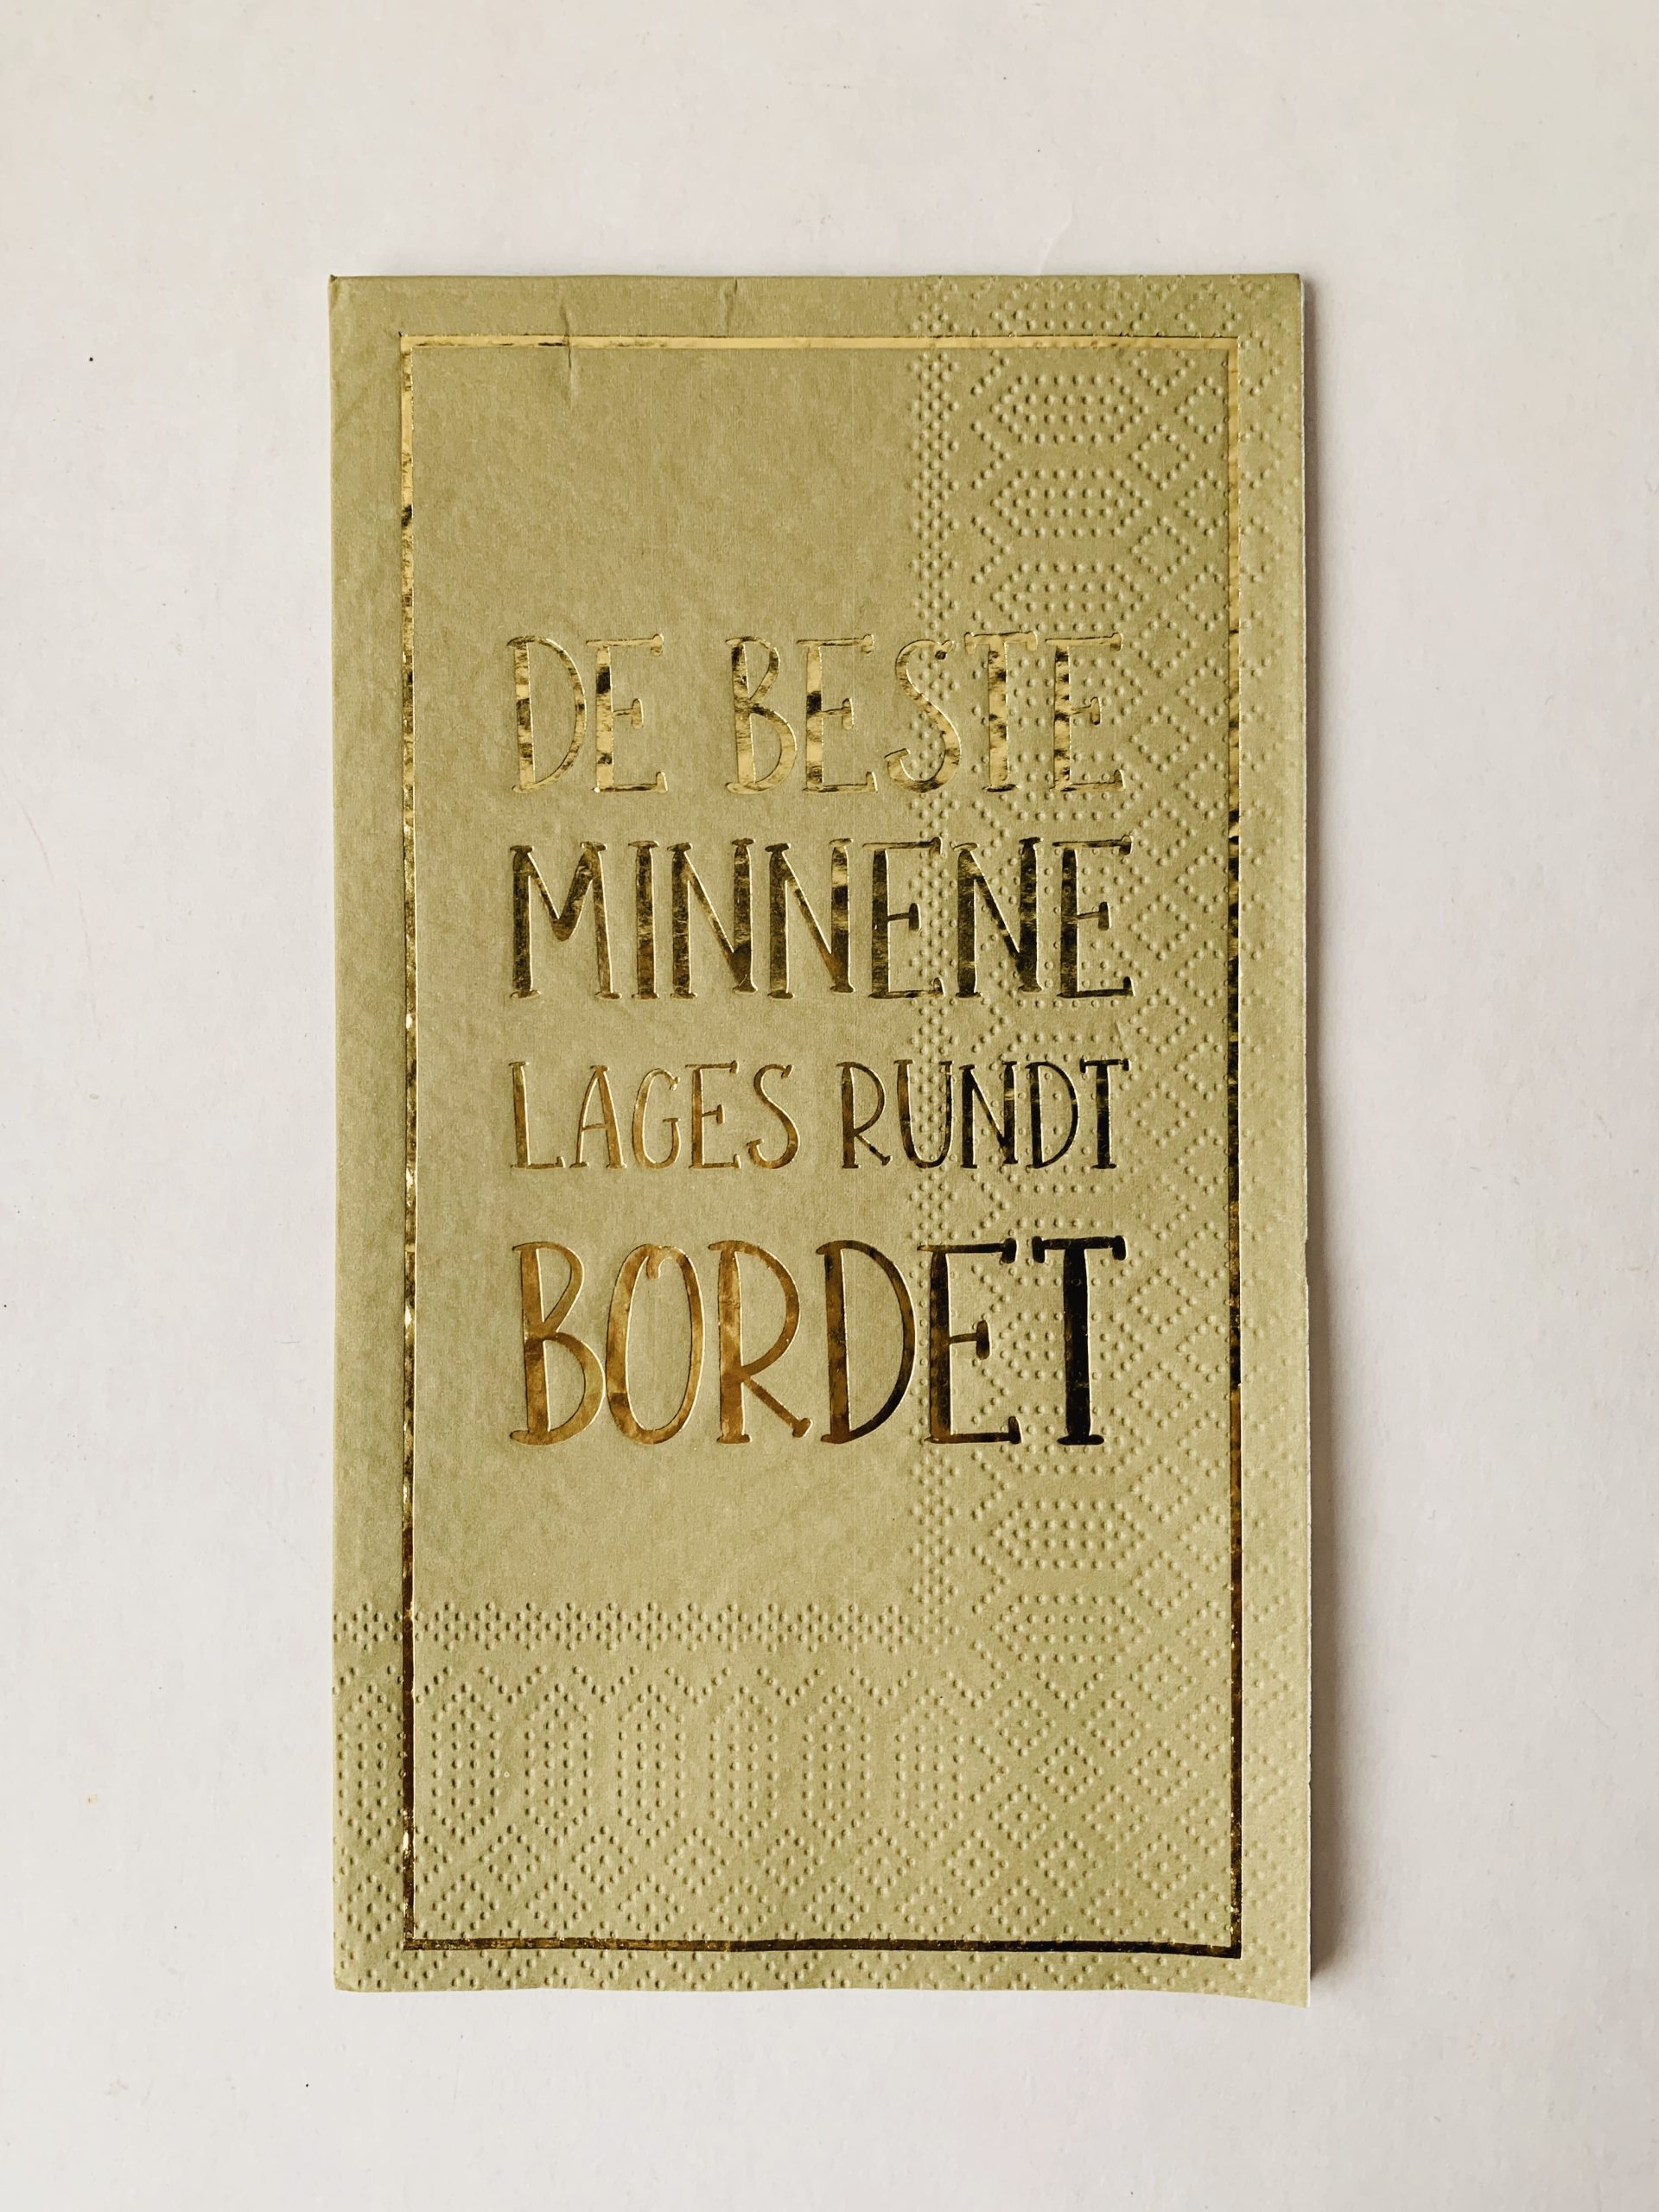 DE BESTE
MINNENE
LAGES RUNDT
BORDET